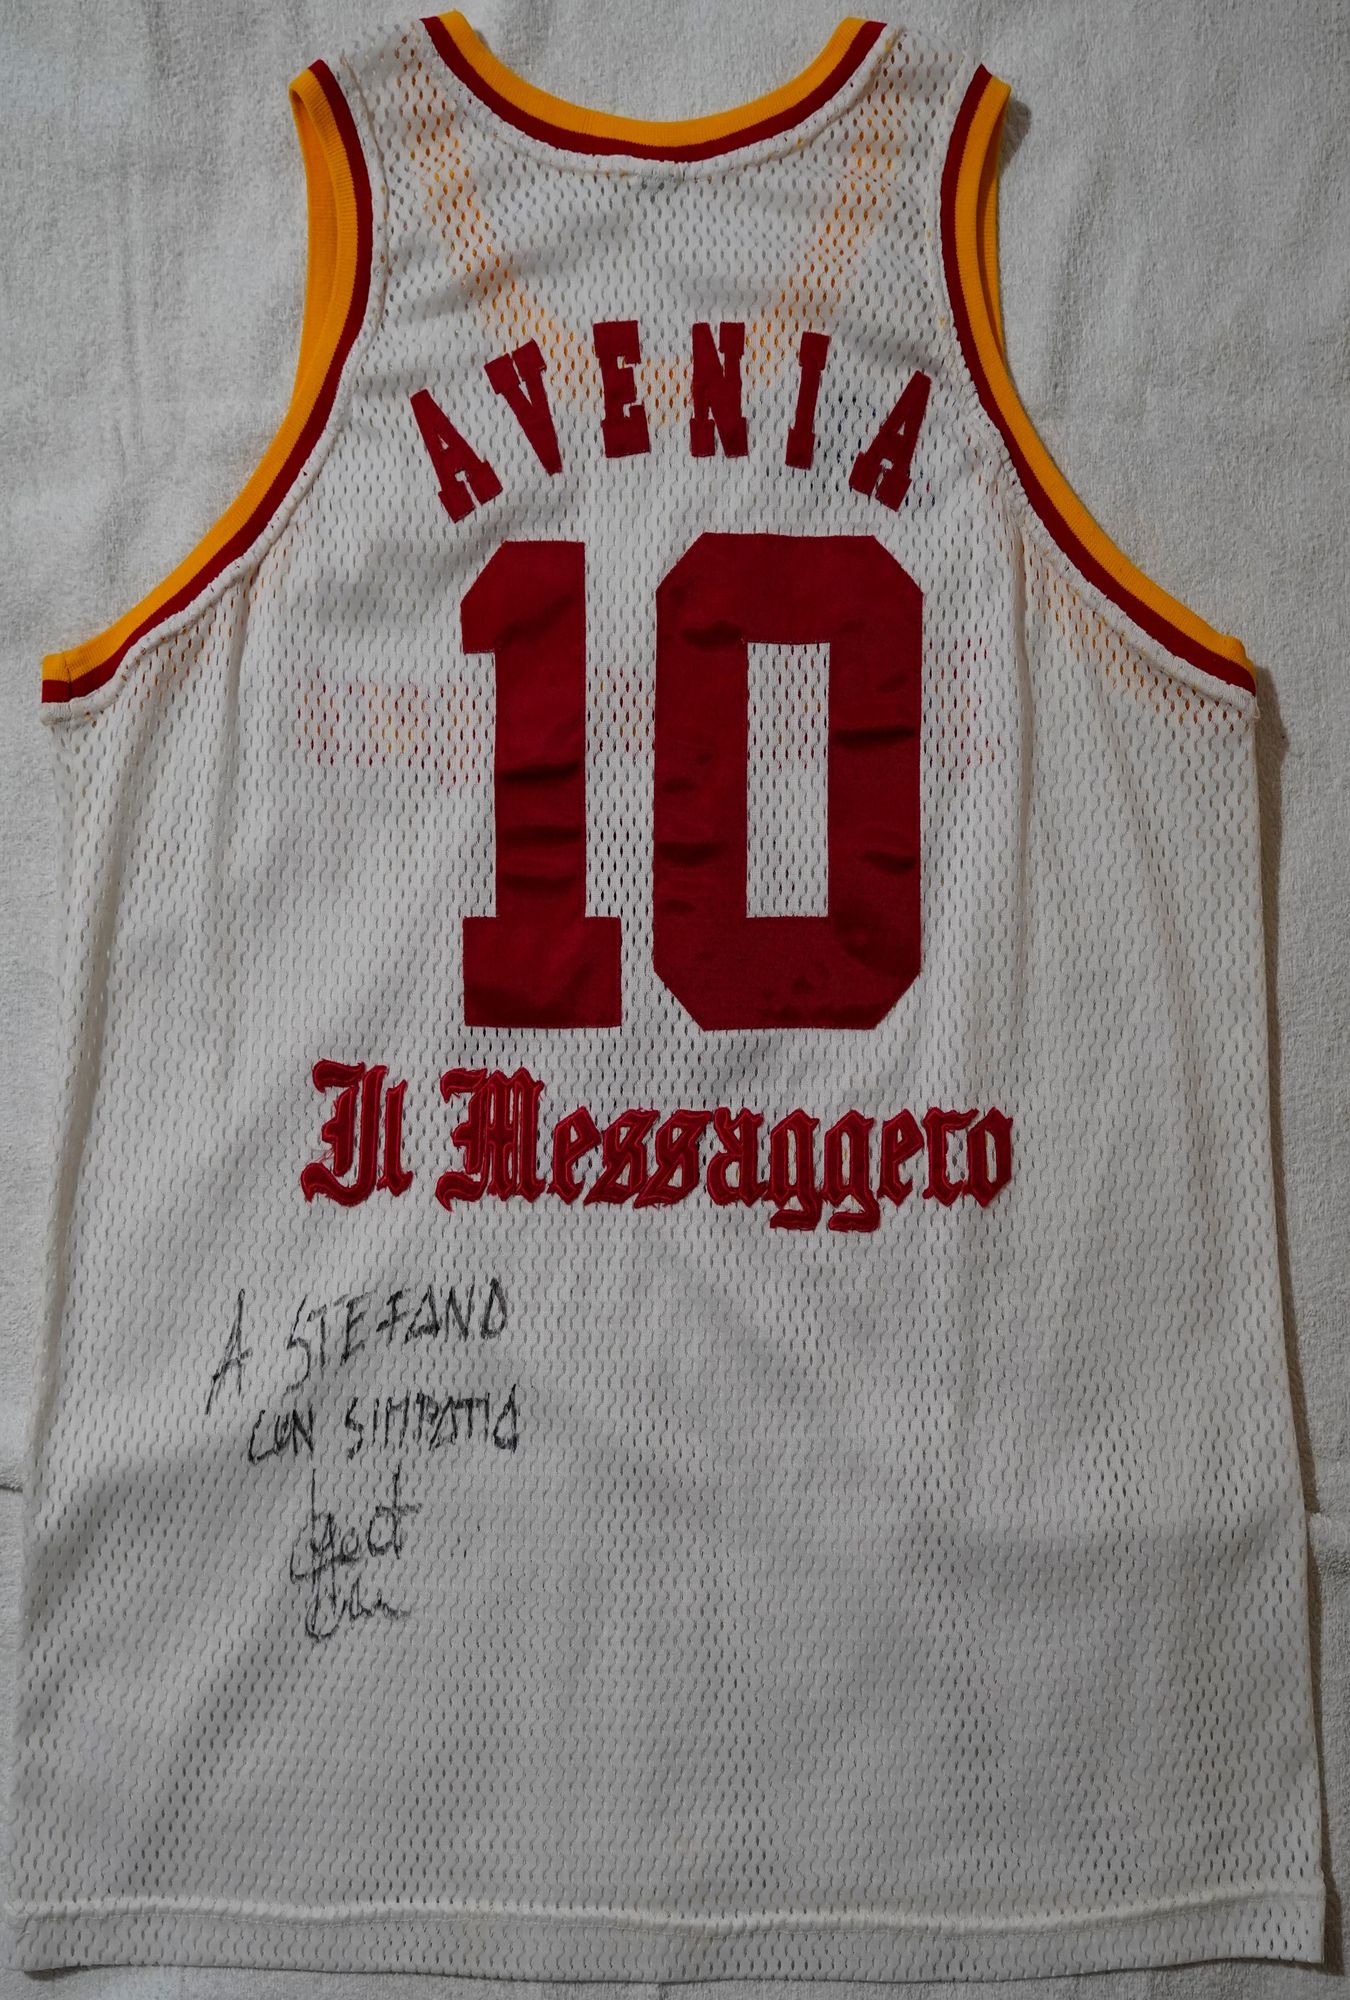 AVENIA
10
Il Messaggero
A STEFANO
CON SIMPATIA